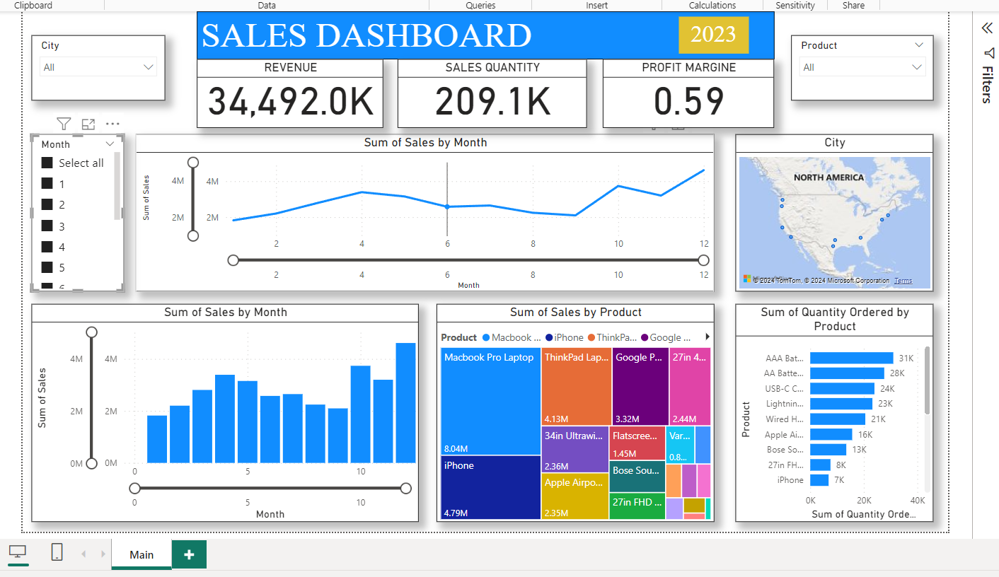 Clipboard
Data
Queries
Insert
Calculations
Sensitivity
Share
SALES DASHBOARD
2023
City
All
Product
All
Filters
REVENUE
34,492.0K
SALES QUANTITY
209.1K
PROFIT MARGINE
0.59
Month
Select all
1
2
3
4
5
6
Sum of Sales by Month
Sum of Sales
4M
2M
4M
2M
2 4 6 8 10 12
2 4 6 8 10 12
Month
City
NORTH AMERICA
© 2024 TomTom, © 2024 Microsoft Corporation Terms
Sum of Sales by Month
Sum of Sales
4M
2M
0M
4M
2M
0M
0 5 10
0 5 10
Month
Sum of Sales by Product
Product Macbook ... iPhone ThinkPa... Google ...
Macbook Pro Laptop
8.04M
iPhone
4.79M
ThinkPad Lap...
4.13M
Google P...
3.32M
27in 4...
2.44M
34in Ultrawi...
2.36M
Apple Airpo...
2.35M
Flatscree...
1.45M
Bose Sou...
27in FHD ...
Var...
0.8...
Sum of Quantity Ordered by
Product
Product
AAA Bat... 31K
AA Batte... 28K
USB-C C... 24K
Lightnin... 23K
Wired H... 21K
Apple Ai... 16K
Bose So... 13K
27in FH... 8K
iPhone 7K
0K 20K 40K
Sum of Quantity Orde...
Main